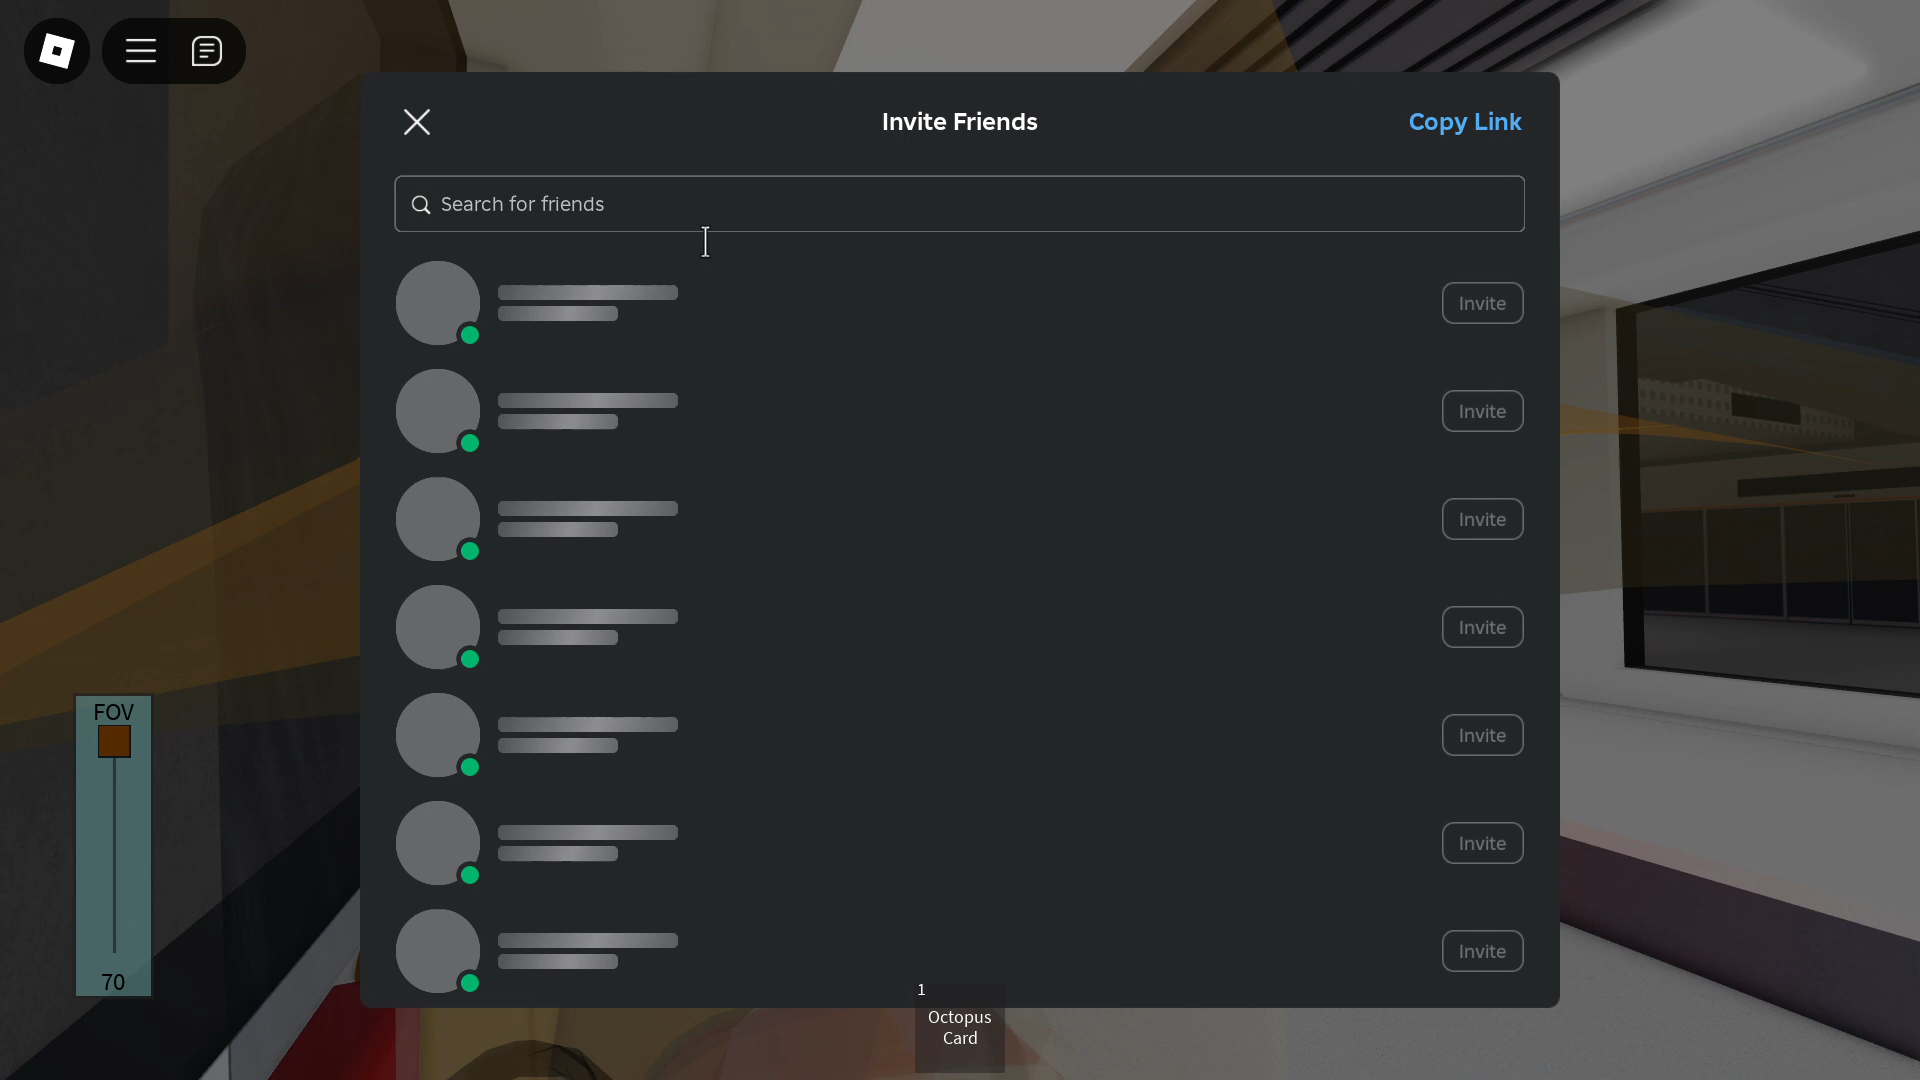 Invite Friends
Copy Link
Search for friends
Invite
Invite
Invite
Invite
Invite
Invite
Invite
FOV
70
1
Octopus
Card